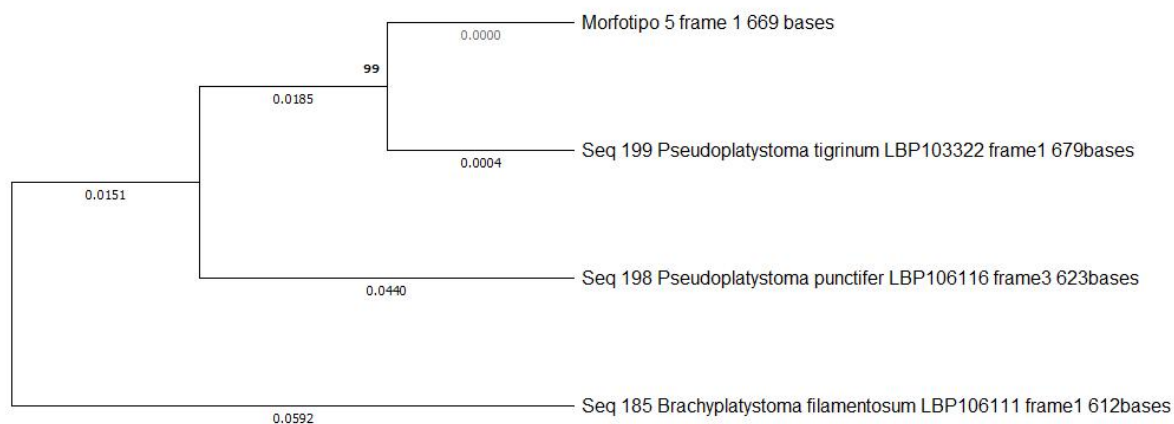 Morfotipo 5 frame 1 669 bases
0.0000
99
0.0185
Seq 199 Pseudoplatystoma tigrinum LBP103322 frame1 679bases
0.0004
0.0151
Seq 198 Pseudoplatystoma punctifer LBP106116 frame3 623bases
0.0440
Seq 185 Brachyplatystoma filamentosum LBP106111 frame1 612bases
0.0592